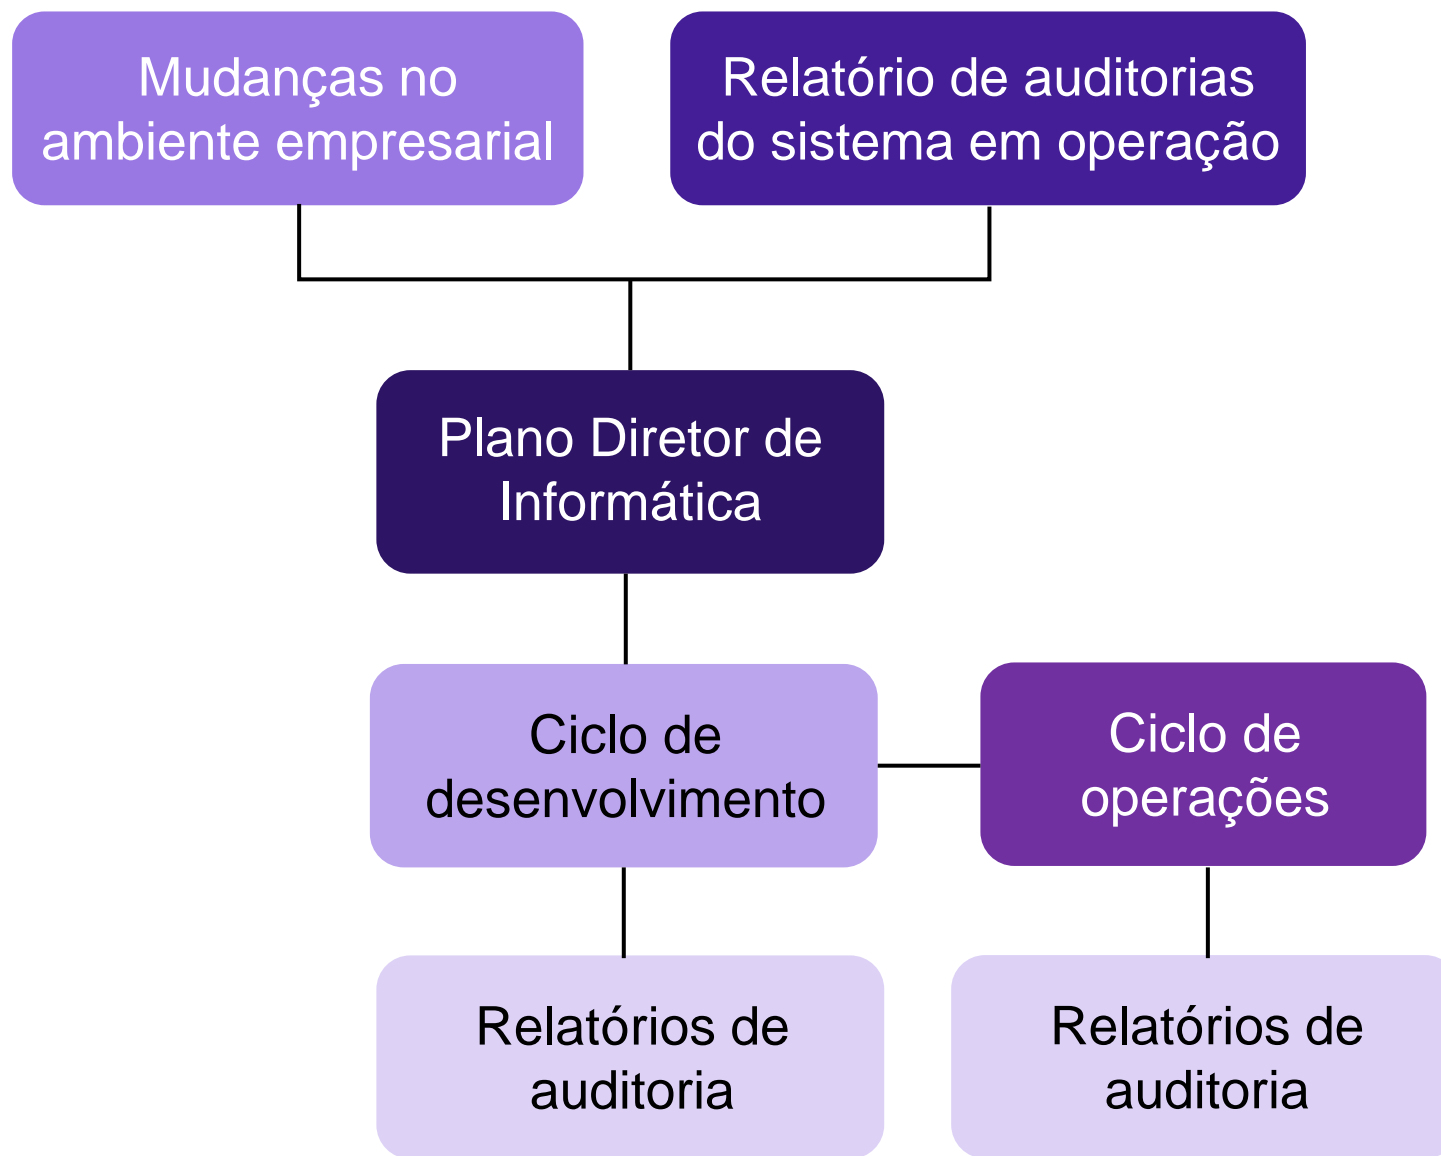 Mudanças no
ambiente empresarial
Relatório de auditorias
do sistema em operação
Plano Diretor de
Informática
Ciclo de
desenvolvimento
Ciclo de
operações
Relatórios de
auditoria
Relatórios de
auditoria